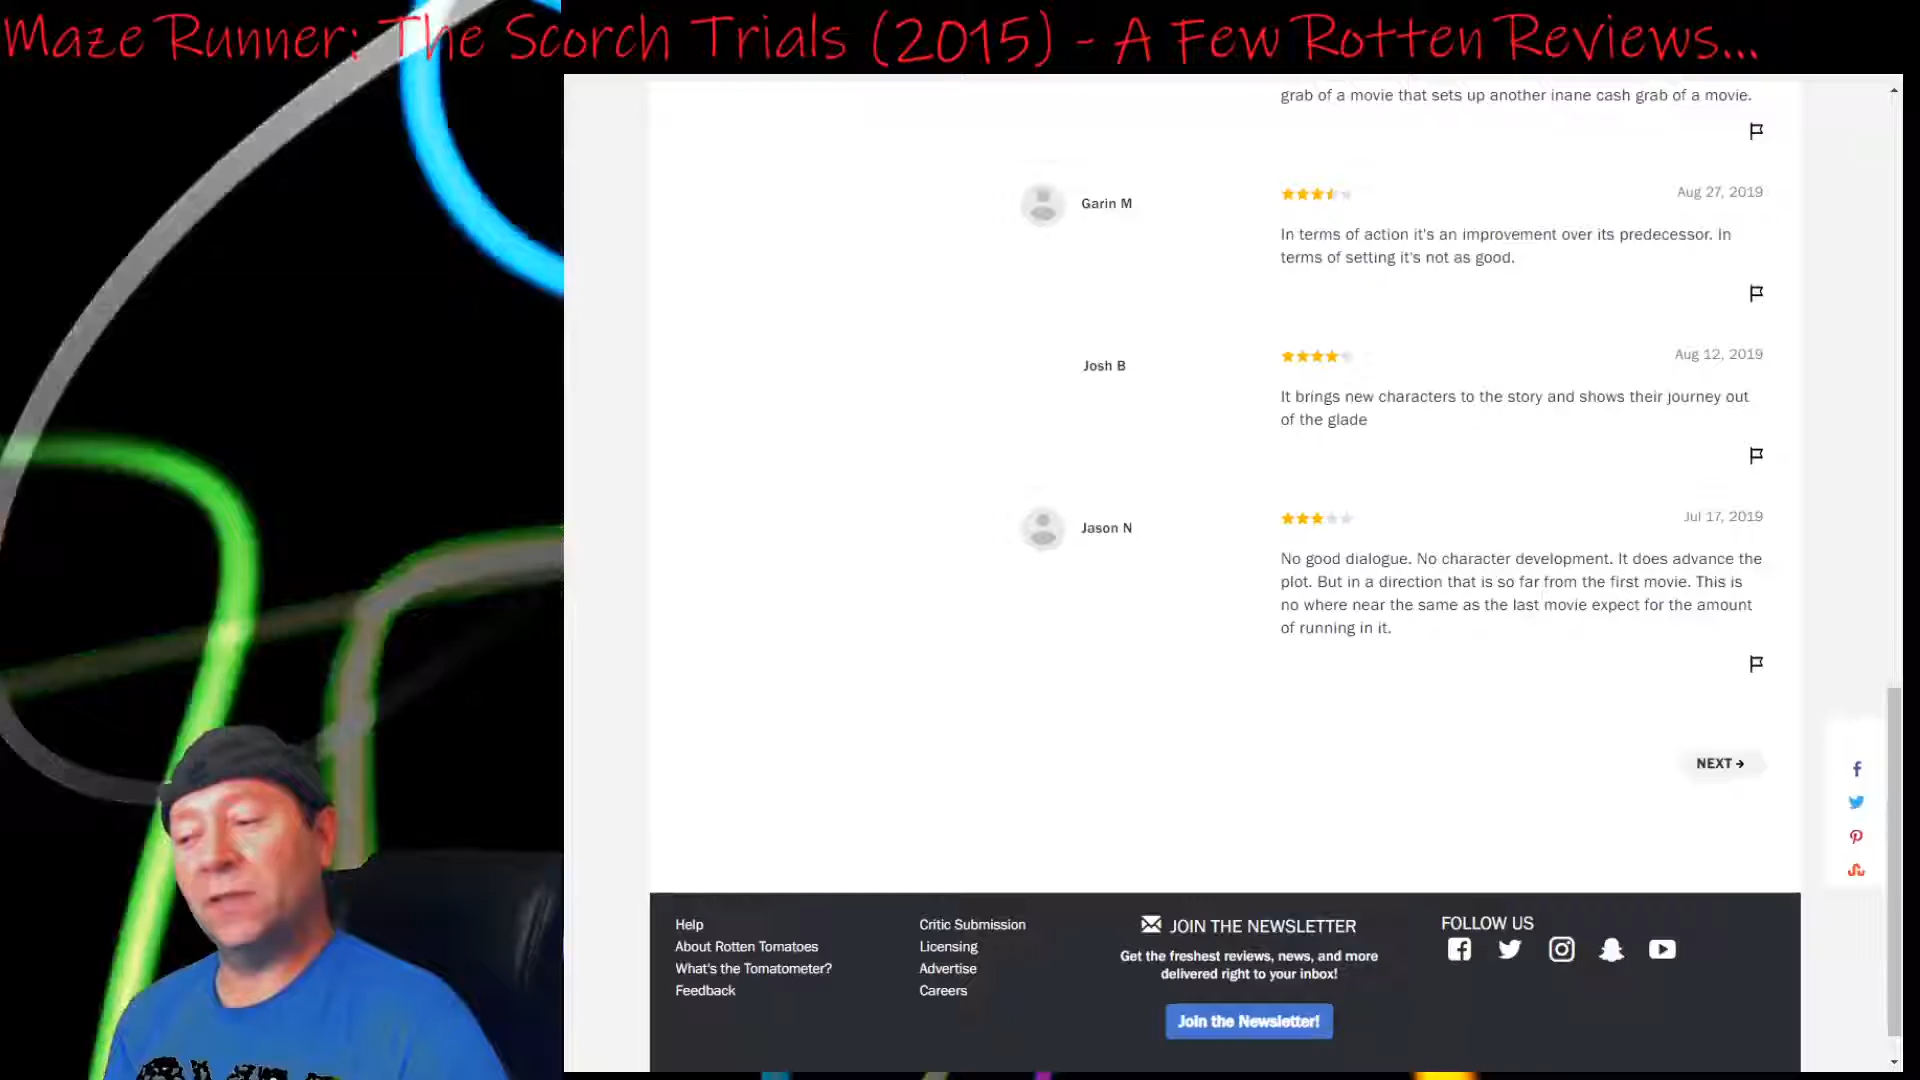 Maze Runner: The Scorch Trials (2015) - A Few Rotten Reviews...
grab of a movie that sets up another inane cash grab of a movie.
Garin M
Aug 27, 2019
In terms of action it's an improvement over its predecessor. In
terms of setting it's not as good.
Josh B
Aug 12, 2019
It brings new characters to the story and shows their journey out
of the glade
Jason N
Jul 17, 2019
No good dialogue. No character development. It does advance the
plot. But in a direction that is so far from the first movie. This is
no where near the same as the last movie expect for the amount
of running in it.
NEXT
Help
About Rotten Tomatoes
What's the Tomatometer?
Feedback
Critic Submission
Licensing
Advertise
Careers
JOIN THE NEWSLETTER
Get the freshest reviews, news, and more
delivered right to your inbox!
Join the Newsletter!
FOLLOW US